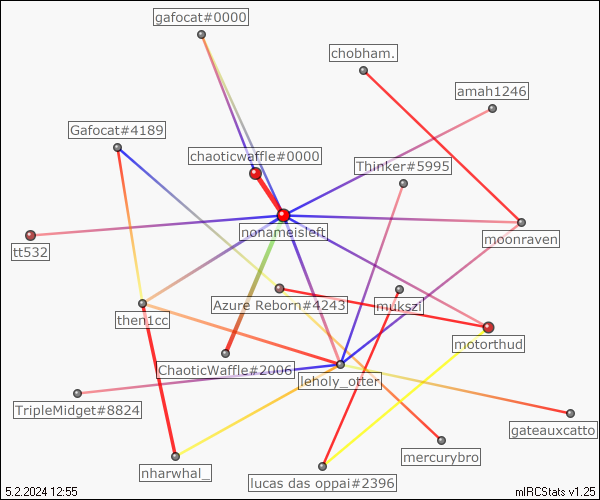 gafocat#0000
chobham.
amah1246
Gafocat#4189
chaoticwaffle#0000
Thinker#5995
nonameisleft
moonraven
tt532
Azure Reborn#4243
mukszi
then1cc
motorthud
ChaoticWaffle#2006
leholy_otter
TripleMidget#8824
gateauxcatto
mercurybro
nharwhal_
lucas das oppai#2396
5.2.2024 12:55
mIRCStats v1.25